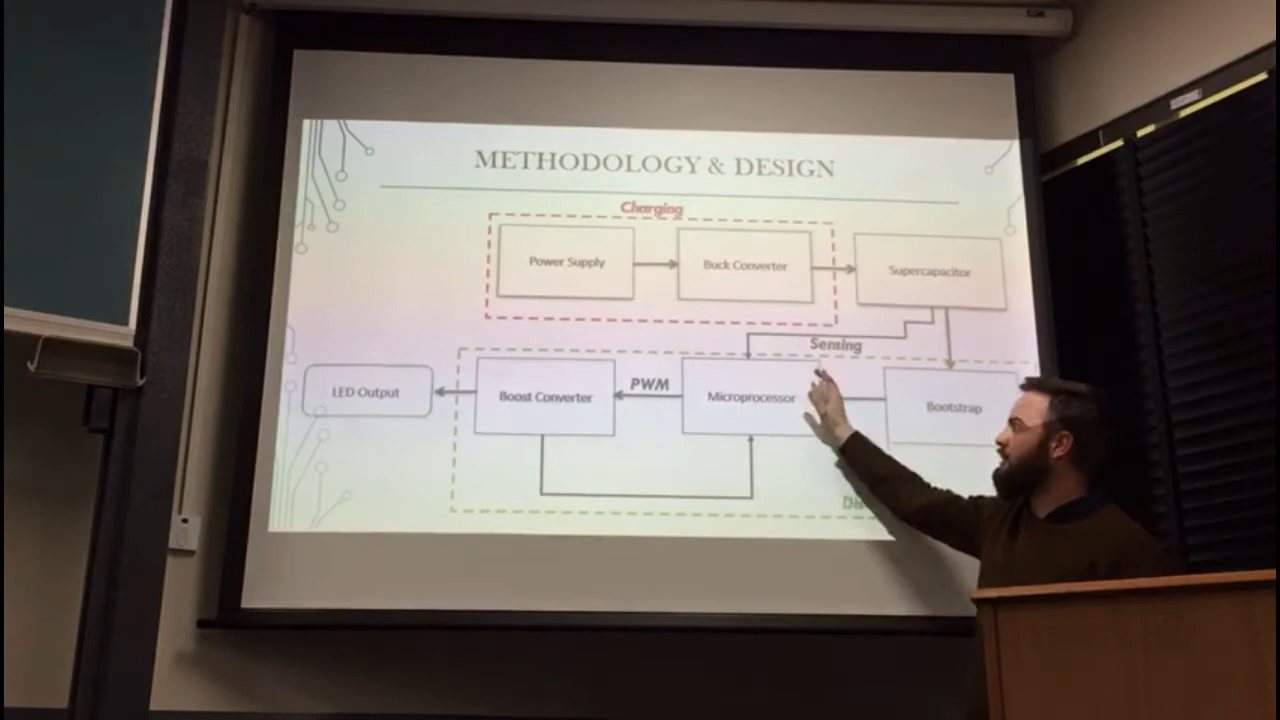 METHODOLOGY & DESIGN
Charging
Power Supply
Buck Converter
Supercapacitor
Sensing
LED Output
Boost Converter
PWM
Microprocessor
Bootstrap